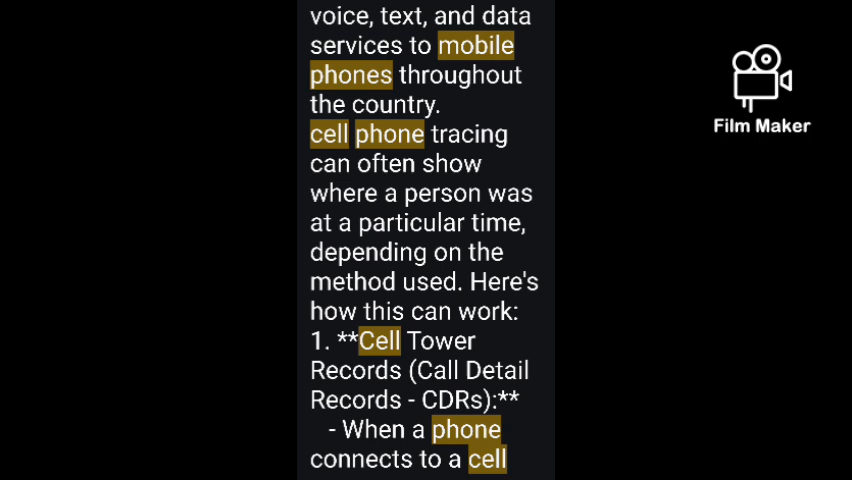 voice, text, and data
services to mobile
phones throughout
the country.
cell phone tracing
can often show
where a person was
at a particular time,
depending on the
method used. Here's
how this can work:
1. **Cell Tower
Records (Call Detail
Records - CDRs):**
- When a phone
connects to a cell
Film Maker